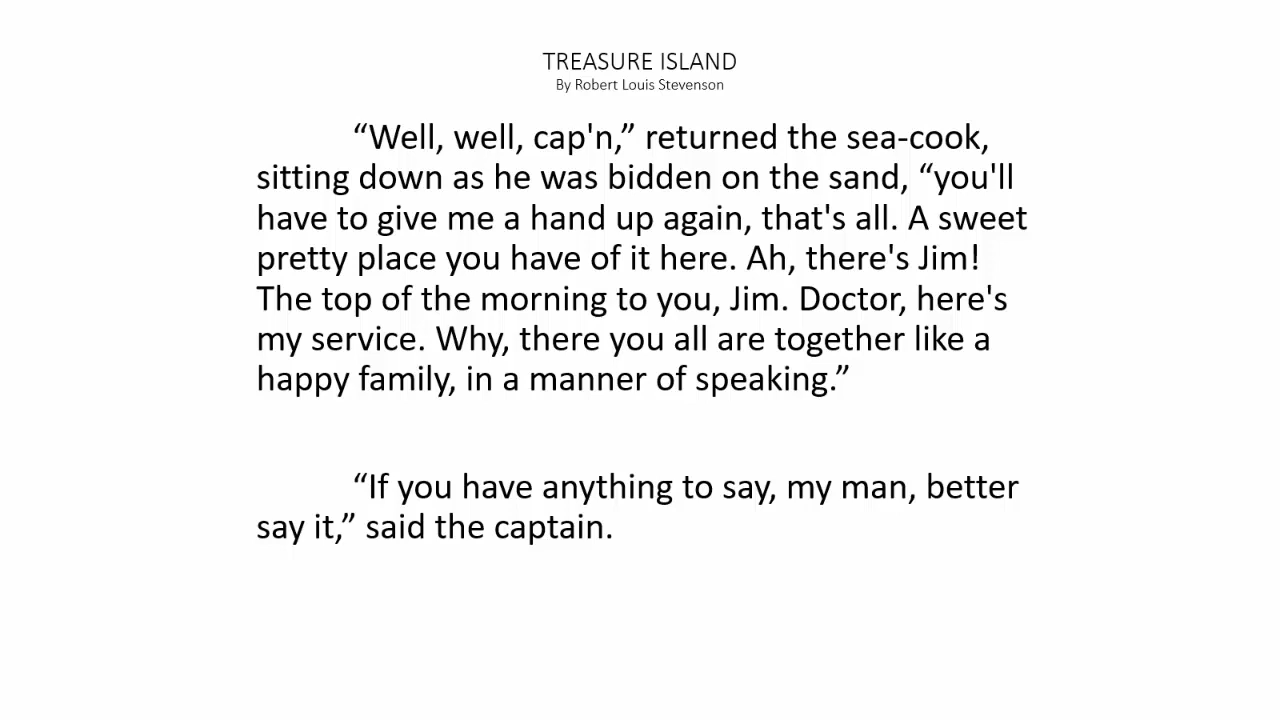 TREASURE ISLAND
By Robert Louis Stevenson
“Well, well, cap'n,” returned the sea-cook,
sitting down as he was bidden on the sand, “you'll
have to give me a hand up again, that's all. A sweet
pretty place you have of it here. Ah, there's Jim!
The top of the morning to you, Jim. Doctor, here's
my service. Why, there you all are together like a
happy family, in a manner of speaking.”
“If you have anything to say, my man, better
say it,” said the captain.